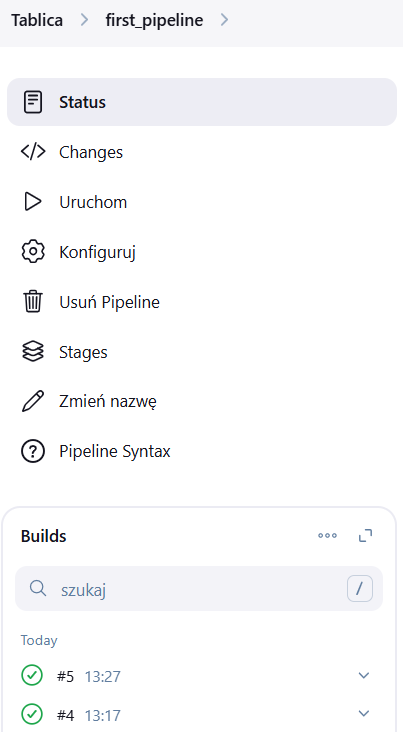 Tablica > first_pipeline >
Status
Changes
Uruchom
Konfiguruj
Usuń Pipeline
Stages
Zmień nazwę
Pipeline Syntax
Builds
szukaj /
Today
#5 13:27
#4 13:17